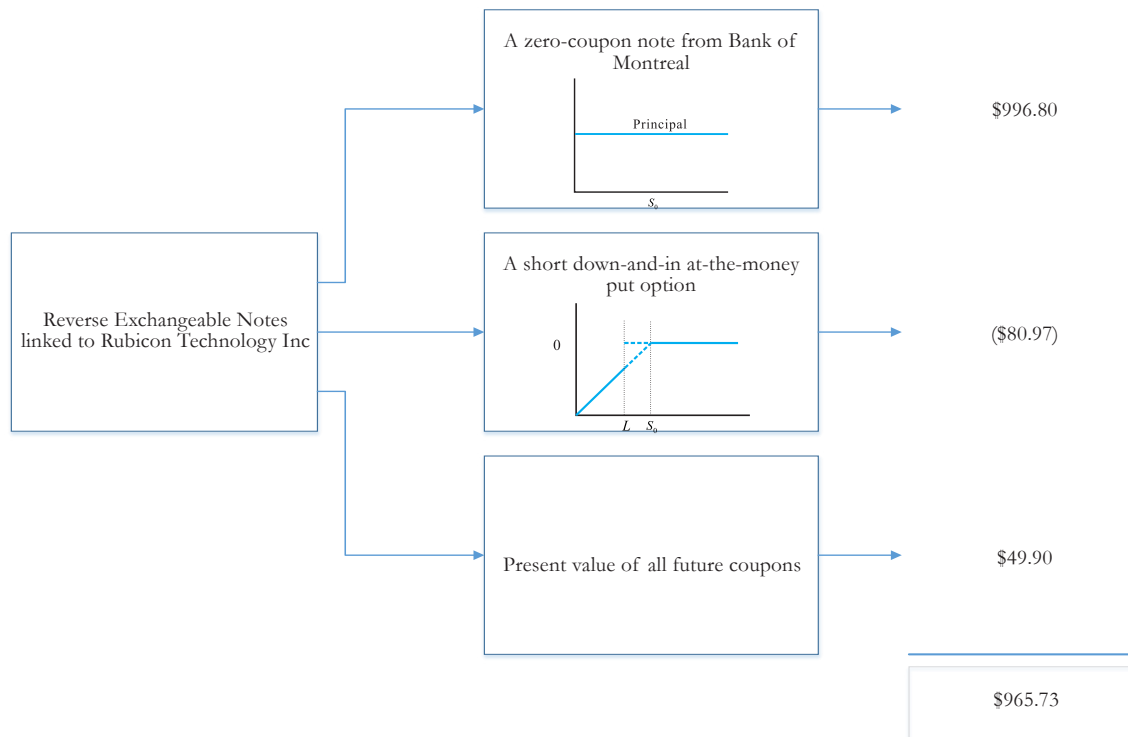 A zero-coupon note from Bank of
Montreal
Principal
S₀
$996.80
Reverse Exchangeable Notes
linked to Rubicon Technology Inc
A short down-and-in at-the-money
put option
0
L S₀
($80.97)
Present value of all future coupons
$49.90
$965.73